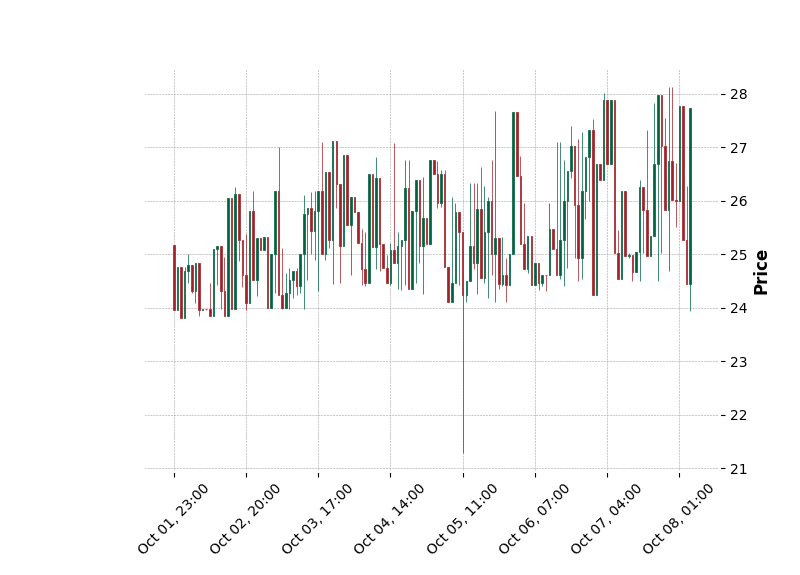 28
27
26
25
24
23
22
21
Price
Oct 01, 23:00
Oct 02, 20:00
Oct 03, 17:00
Oct 04, 14:00
Oct 05, 11:00
Oct 06, 07:00
Oct 07, 04:00
Oct 08, 01:00